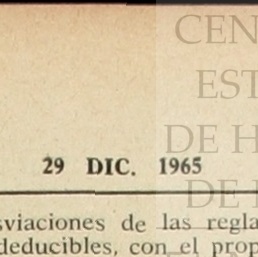 CEN
EST
DE H
29 DIC. 1965
DE
sviaciones de las regla
deducibles, con el prop